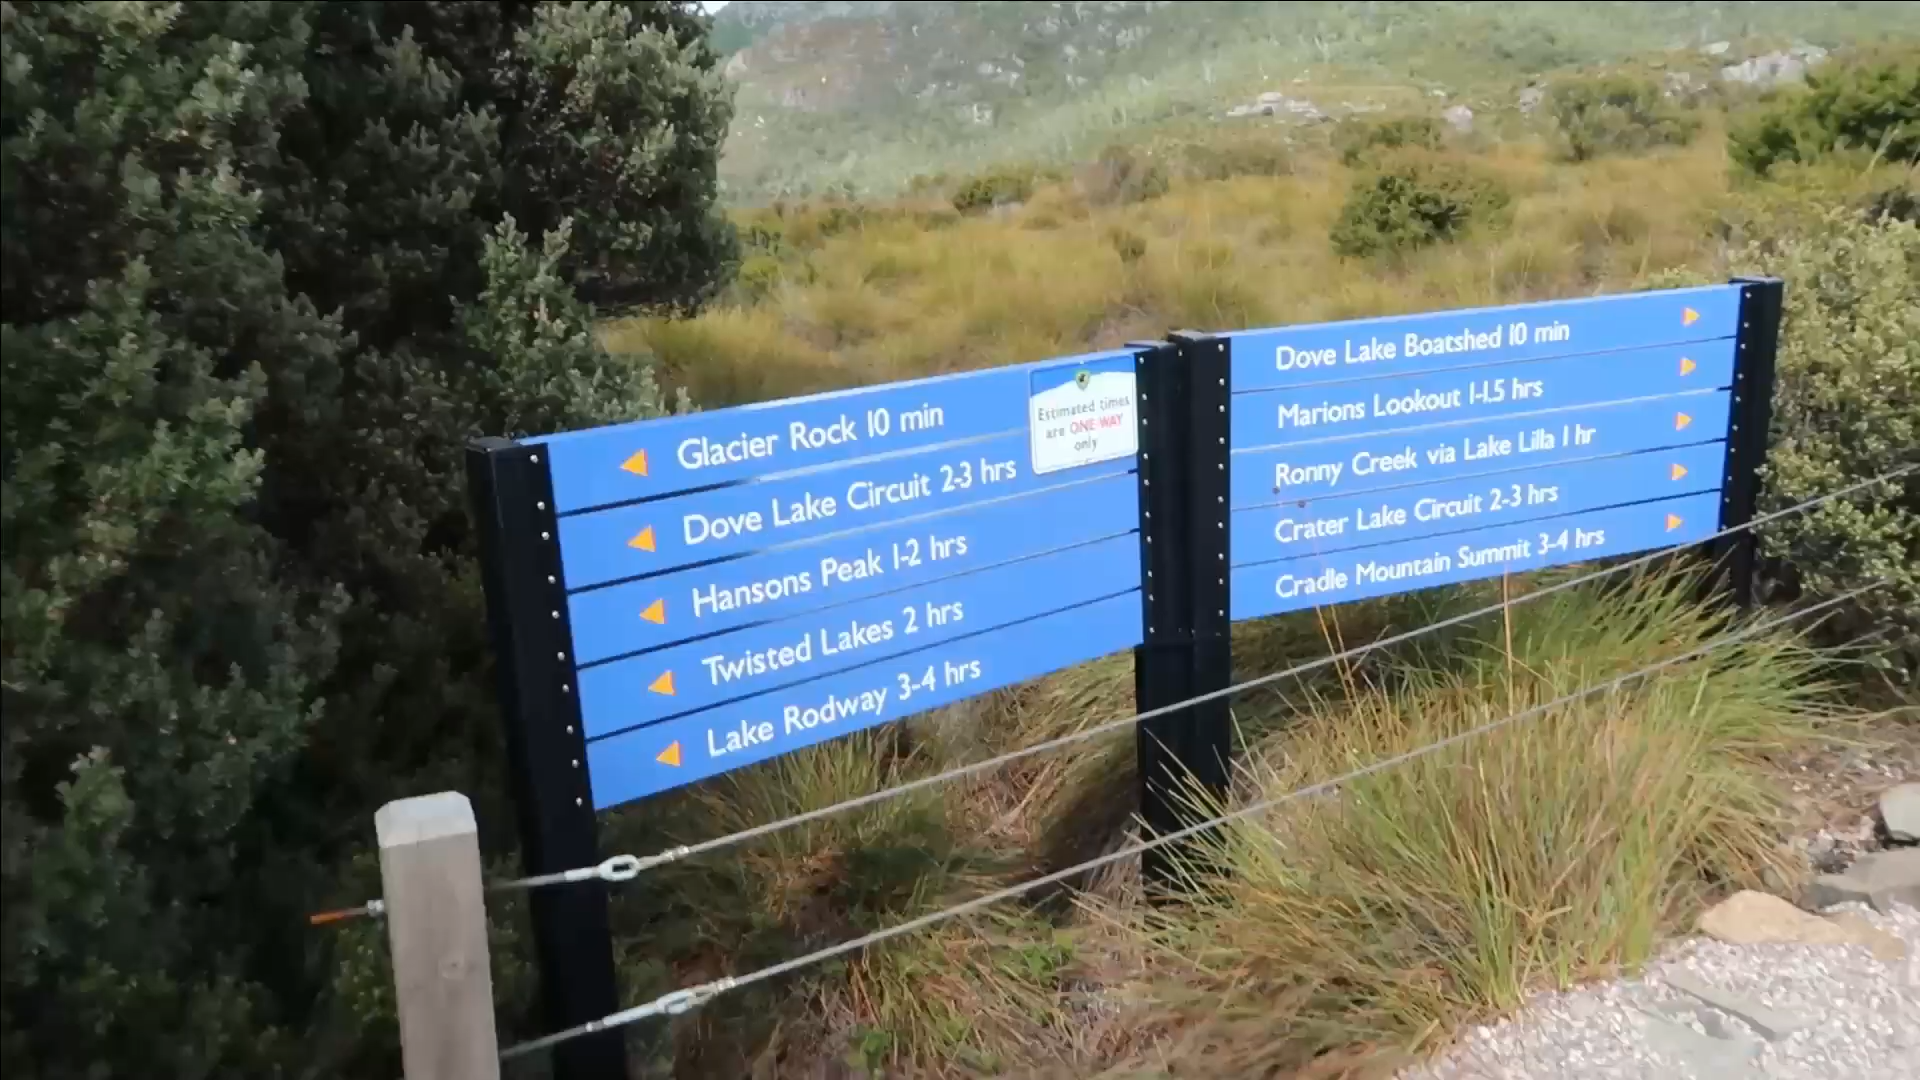 Glacier Rock 10 min
Dove Lake Circuit 2-3 hrs
Hansons Peak 1-2 hrs
Twisted Lakes 2 hrs
Lake Rodway 3-4 hrs
Estimated times
are ONE WAY
only
Dove Lake Boatshed 10 min
Marions Lookout 1-1.5 hrs
Ronny Creek via Lake Lilla 1 hr
Crater Lake Circuit 2-3 hrs
Cradle Mountain Summit 3-4 hrs